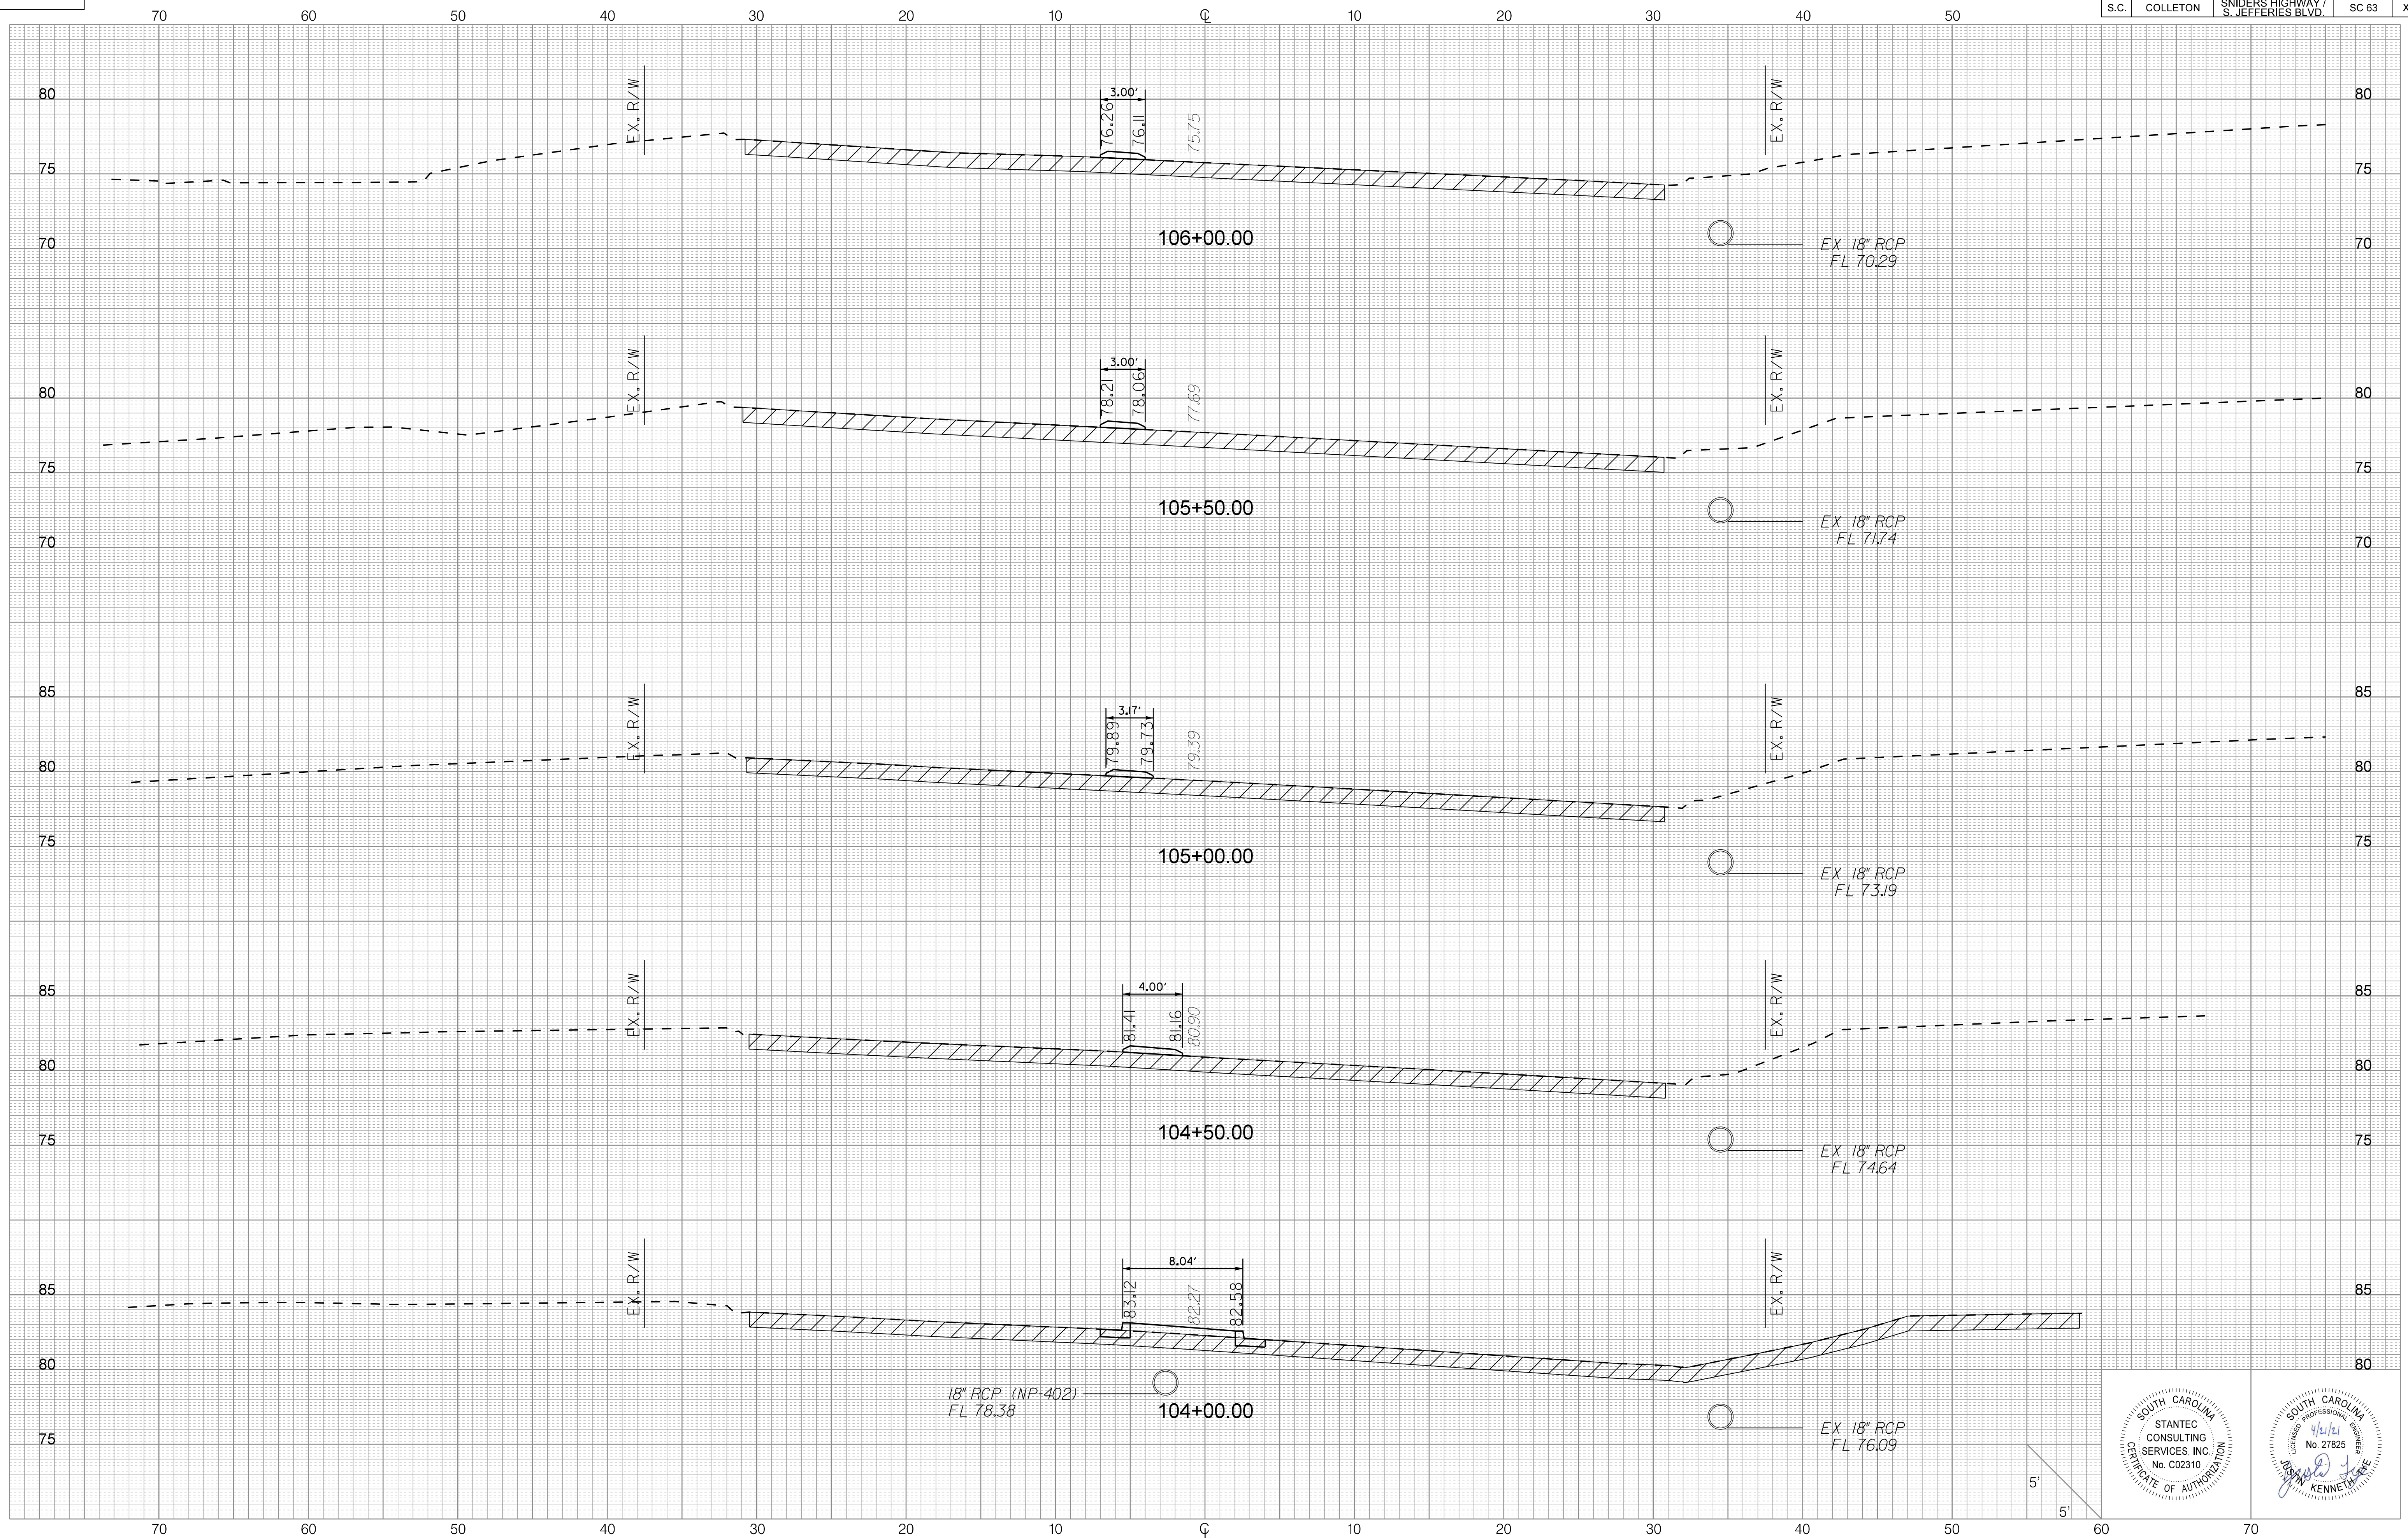 S.C. COLLETON SNIDERS HIGHWAY / S. JEFFERIES BLVD. SC 63 X
70 60 50 40 30 20 10 ℄ 10 20 30 40 50
EX. R/W
3.00'
76.26
76.11
75.75
EX. R/W
80 80
75 75
70 70
106+00.00
EX 18" RCP
FL 70.29
EX. R/W
3.00'
78.21
78.06
77.69
EX. R/W
80 80
75 75
70 70
105+50.00
EX 18" RCP
FL 71.74
EX. R/W
3.17'
79.89
79.73
79.39
EX. R/W
85 85
80 80
75 75
105+00.00
EX 18" RCP
FL 73.19
EX. R/W
4.00'
81.41
81.16
80.90
EX. R/W
85 85
80 80
75 75
104+50.00
EX 18" RCP
FL 74.64
EX. R/W
8.04'
83.12
82.27
82.58
EX. R/W
85 85
80 80
75
18" RCP (NP-402)
FL 78.38
104+00.00
EX 18" RCP
FL 76.09
5'
5'
SOUTH CAROLINA
STANTEC
CONSULTING
SERVICES, INC.
No. C02310
CERTIFICATE OF AUTHORIZATION
SOUTH CAROLINA
LICENSED PROFESSIONAL ENGINEER
4/21/21
No. 27825
JUSTIN KENNETH TYE
70 60 50 40 30 20 10 ℄ 10 20 30 40 50 60 70